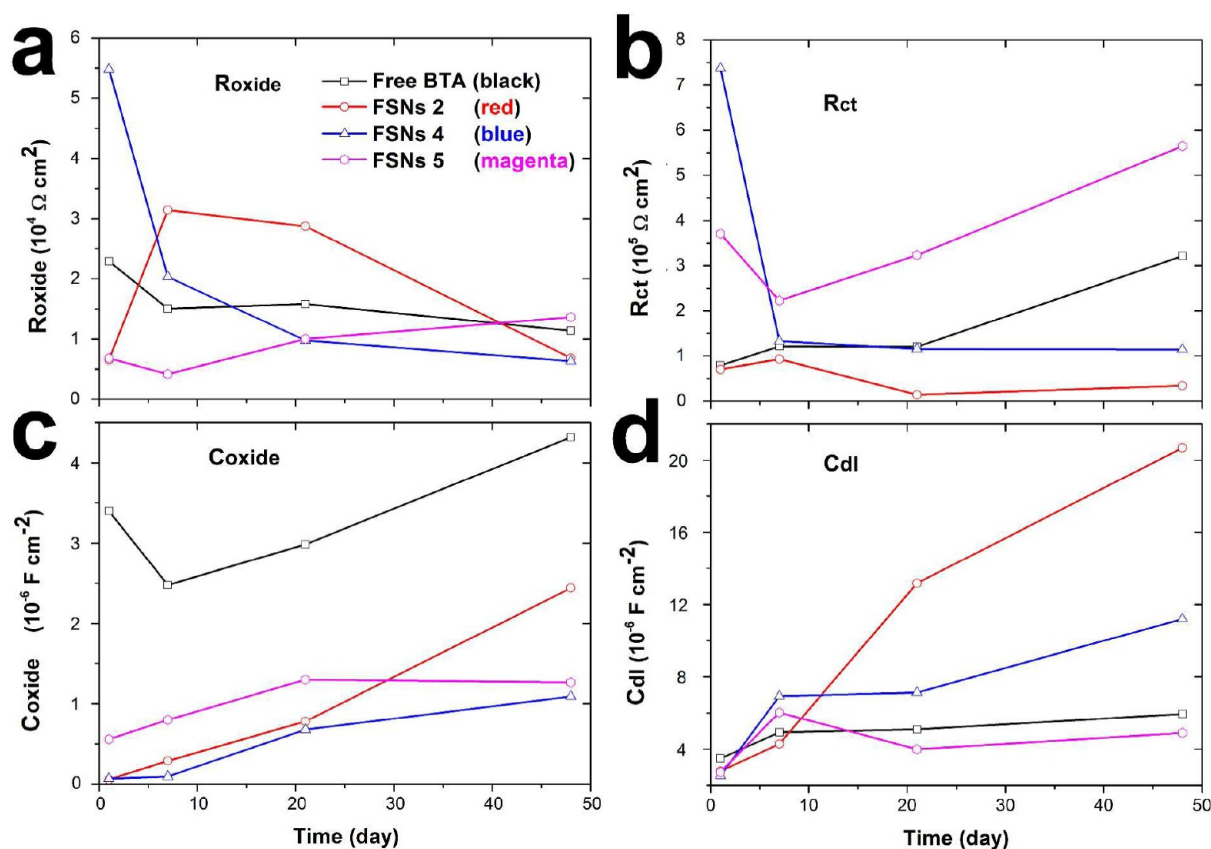 a
Roxide
Free BTA (black)
FSNs 2 (red)
FSNs 4 (blue)
FSNs 5 (magenta)
Roxide (10⁴ Ω cm²)
6
5
4
3
2
1
0
b
Rct
Rct (10⁵ Ω cm²)
8
7
6
5
4
3
2
1
0
c
Coxide
Coxide (10⁻⁶ F cm⁻²)
4
3
2
1
0
0 10 20 30 40 50
Time (day)
d
Cdl
Cdl (10⁻⁶ F cm⁻²)
20
16
12
8
4
0 10 20 30 40 50
Time (day)